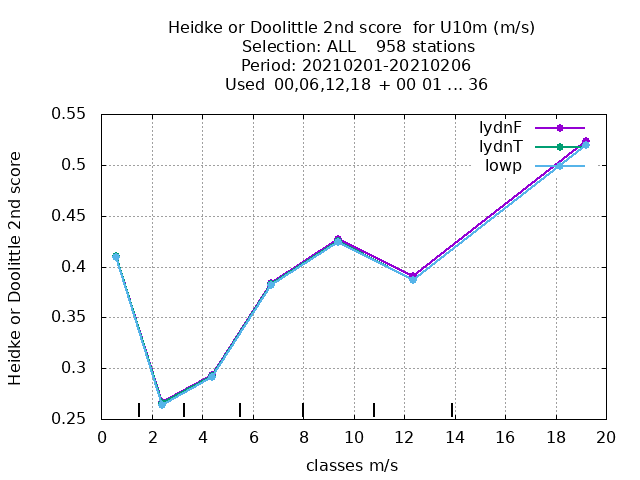 Heidke or Doolittle 2nd score  for U10m (m/s)
Selection: ALL    958 stations
Period: 20210201-20210206
Used  00,06,12,18 + 00 01 ... 36
Heidke or Doolittle 2nd score
0.55
0.5
0.45
0.4
0.35
0.3
0.25
lydnF
lydnT
lowp
0 2 4 6 8 10 12 14 16 18 20
classes m/s